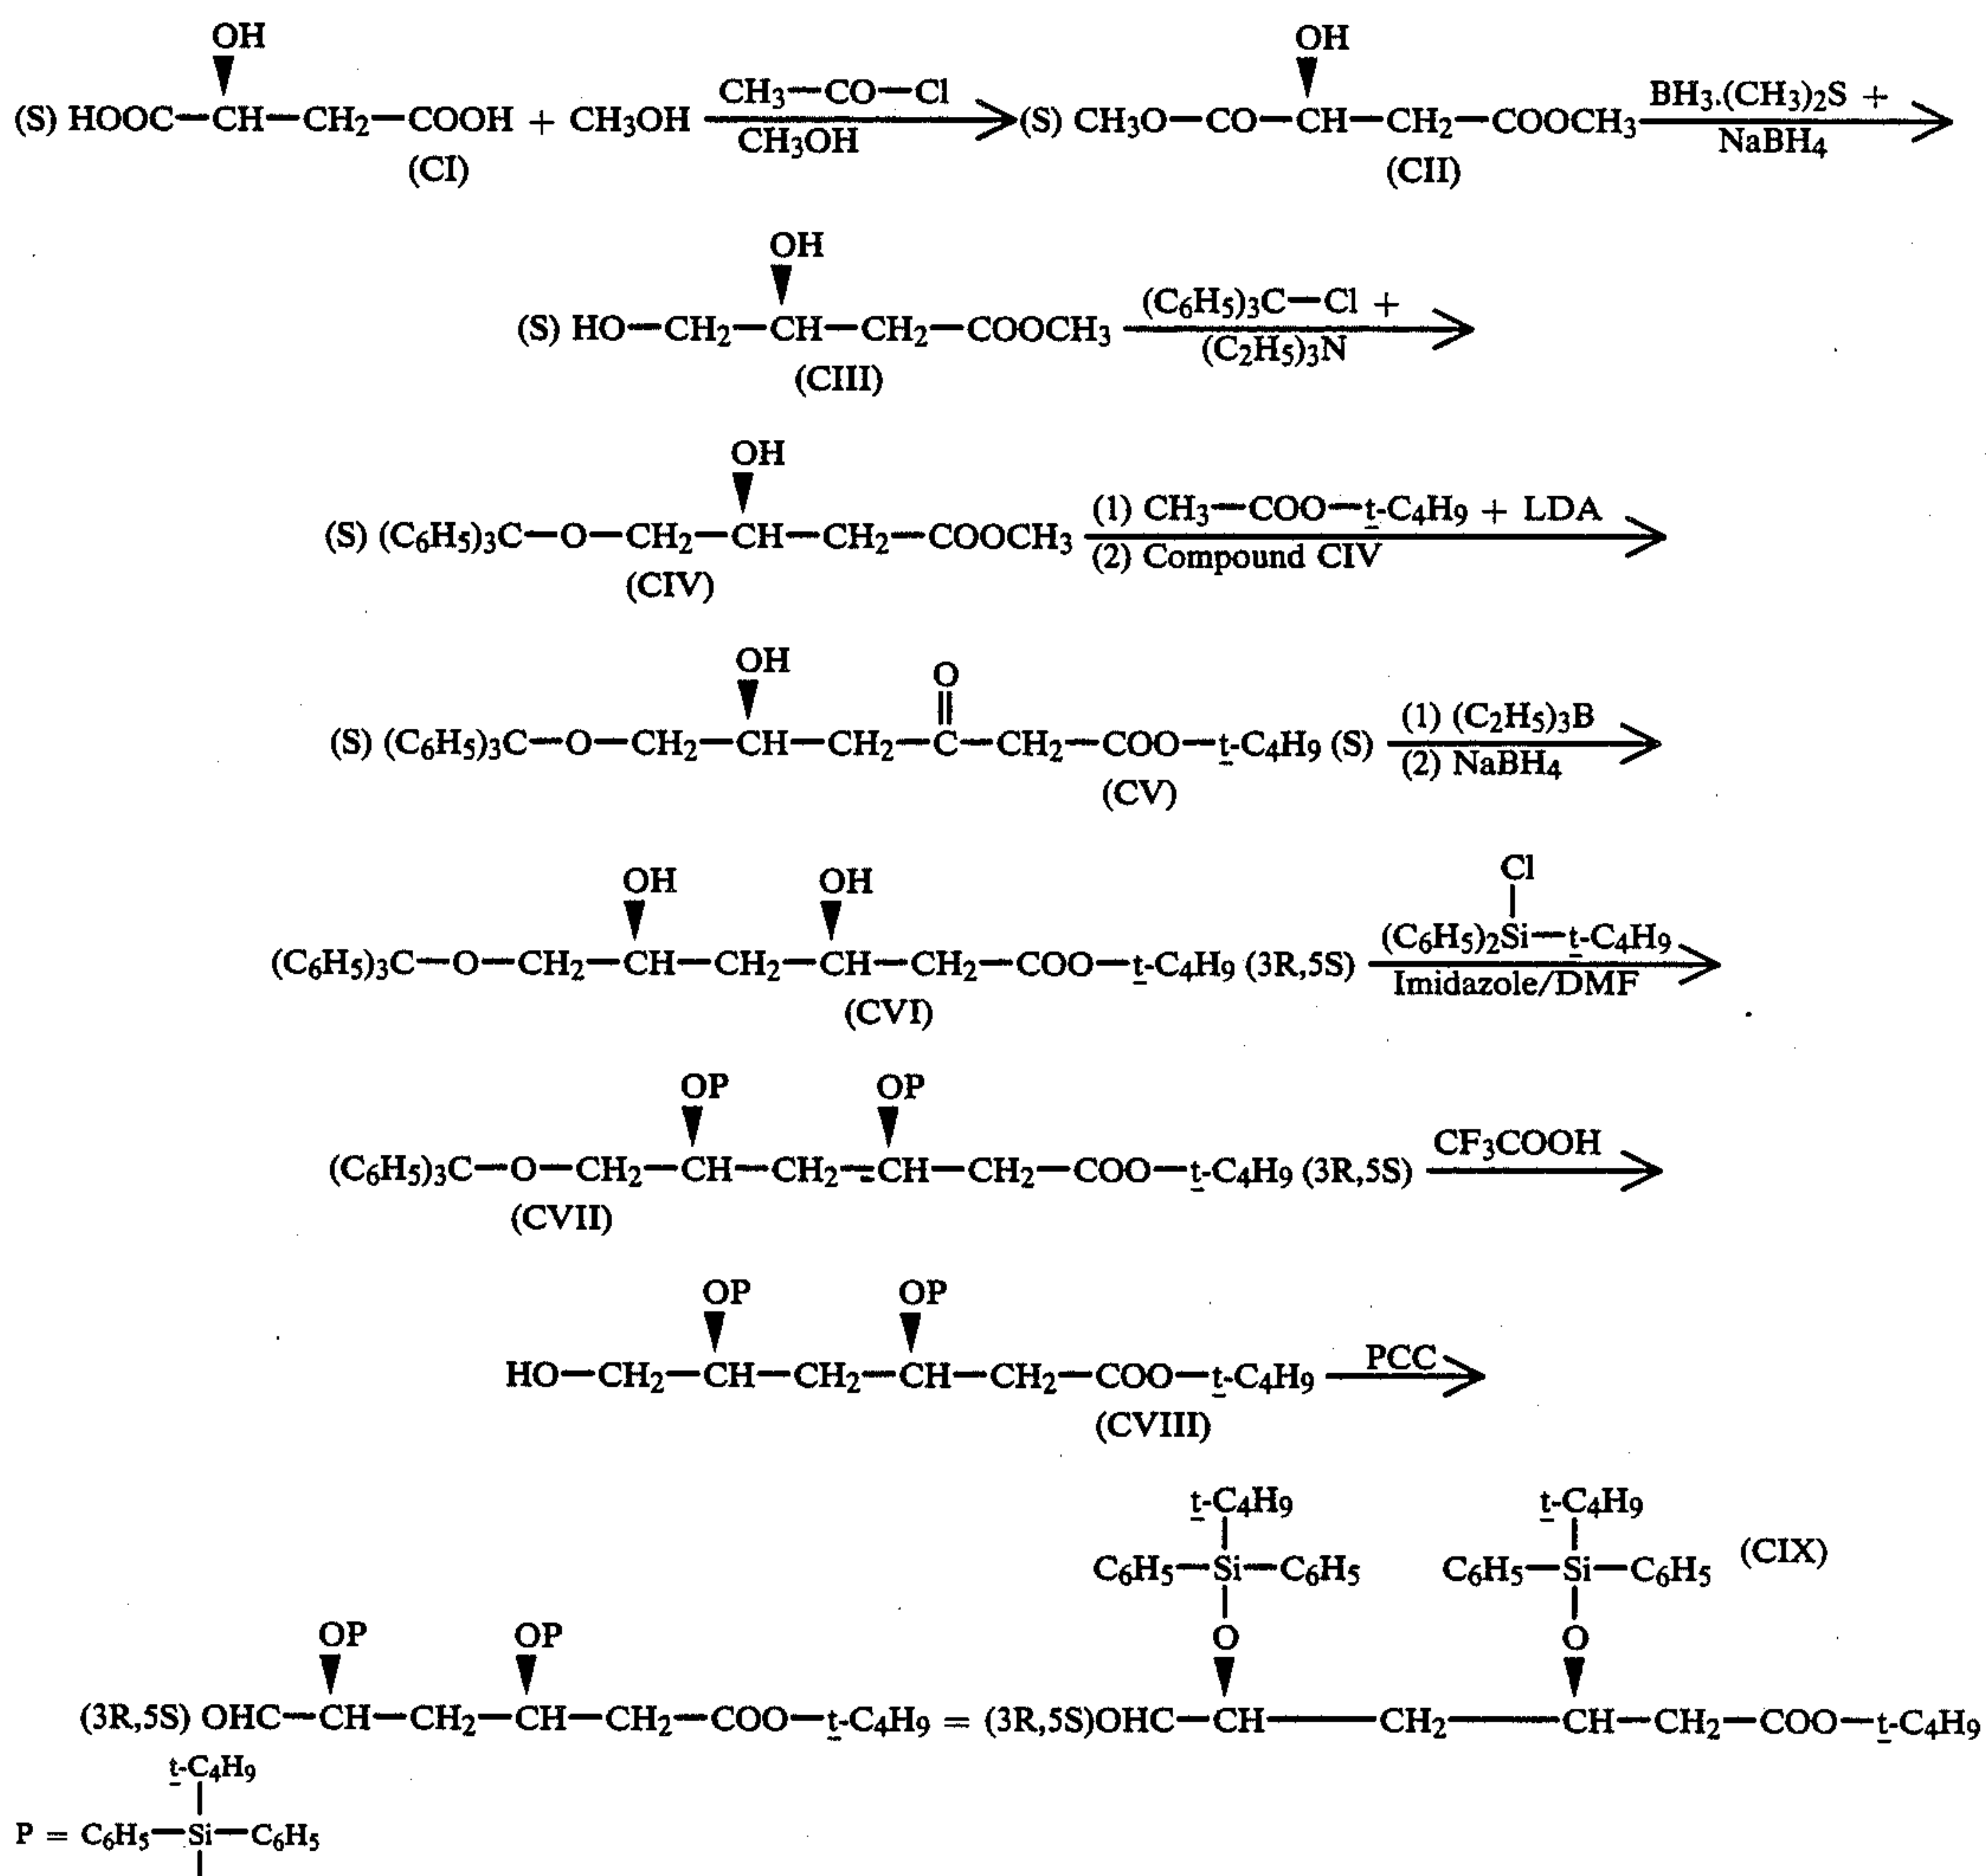 OH OH
(S) HOOC—CH—CH2—COOH + CH3OH CH3—CO—Cl CH3OH (S) CH3O—CO—CH—CH2—COOCH3 BH3.(CH3)2S + NaBH4
(CI) (CII)
OH
(S) HO—CH2—CH—CH2—COOCH3 (C6H5)3C—Cl + (C2H5)3N
(CIII)
OH
(S) (C6H5)3C—O—CH2—CH—CH2—COOCH3 (1) CH3—COO—t-C4H9 + LDA (2) Compound CIV
(CIV)
OH O
(S) (C6H5)3C—O—CH2—CH—CH2—C—CH2—COO—t-C4H9 (S) (1) (C2H5)3B (2) NaBH4
(CV)
Cl
OH OH (C6H5)2Si—t-C4H9
(C6H5)3C—O—CH2—CH—CH2—CH—CH2—COO—t-C4H9 (3R,5S) Imidazole/DMF
(CVI)
OP OP
(C6H5)3C—O—CH2—CH—CH2—CH—CH2—COO—t-C4H9 (3R,5S) CF3COOH
(CVII)
OP OP
HO—CH2—CH—CH2—CH—CH2—COO—t-C4H9 PCC
(CVIII)
t-C4H9 t-C4H9
C6H5—Si—C6H5 C6H5—Si—C6H5 (CIX)
OP OP O O
(3R,5S) OHC—CH—CH2—CH—CH2—COO—t-C4H9 = (3R,5S)OHC—CH—CH2—CH—CH2—COO—t-C4H9
t-C4H9
P = C6H5—Si—C6H5